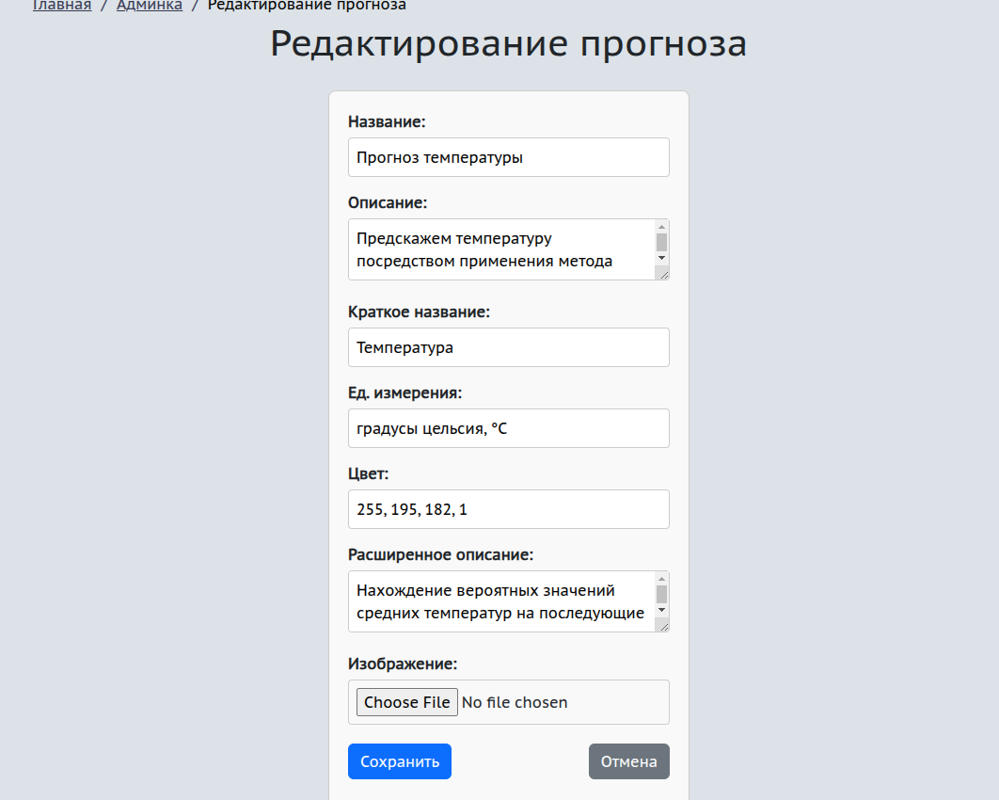 Главная / Админка / Редактирование прогноза
Редактирование прогноза
Название:
Прогноз температуры
Описание:
Предскажем температуру
посредством применения метода
Краткое название:
Температура
Ед. измерения:
градусы цельсия, °C
Цвет:
255, 195, 182, 1
Расширенное описание:
Нахождение вероятных значений
средних температур на последующие
Изображение:
Choose File No file chosen
Сохранить Отмена